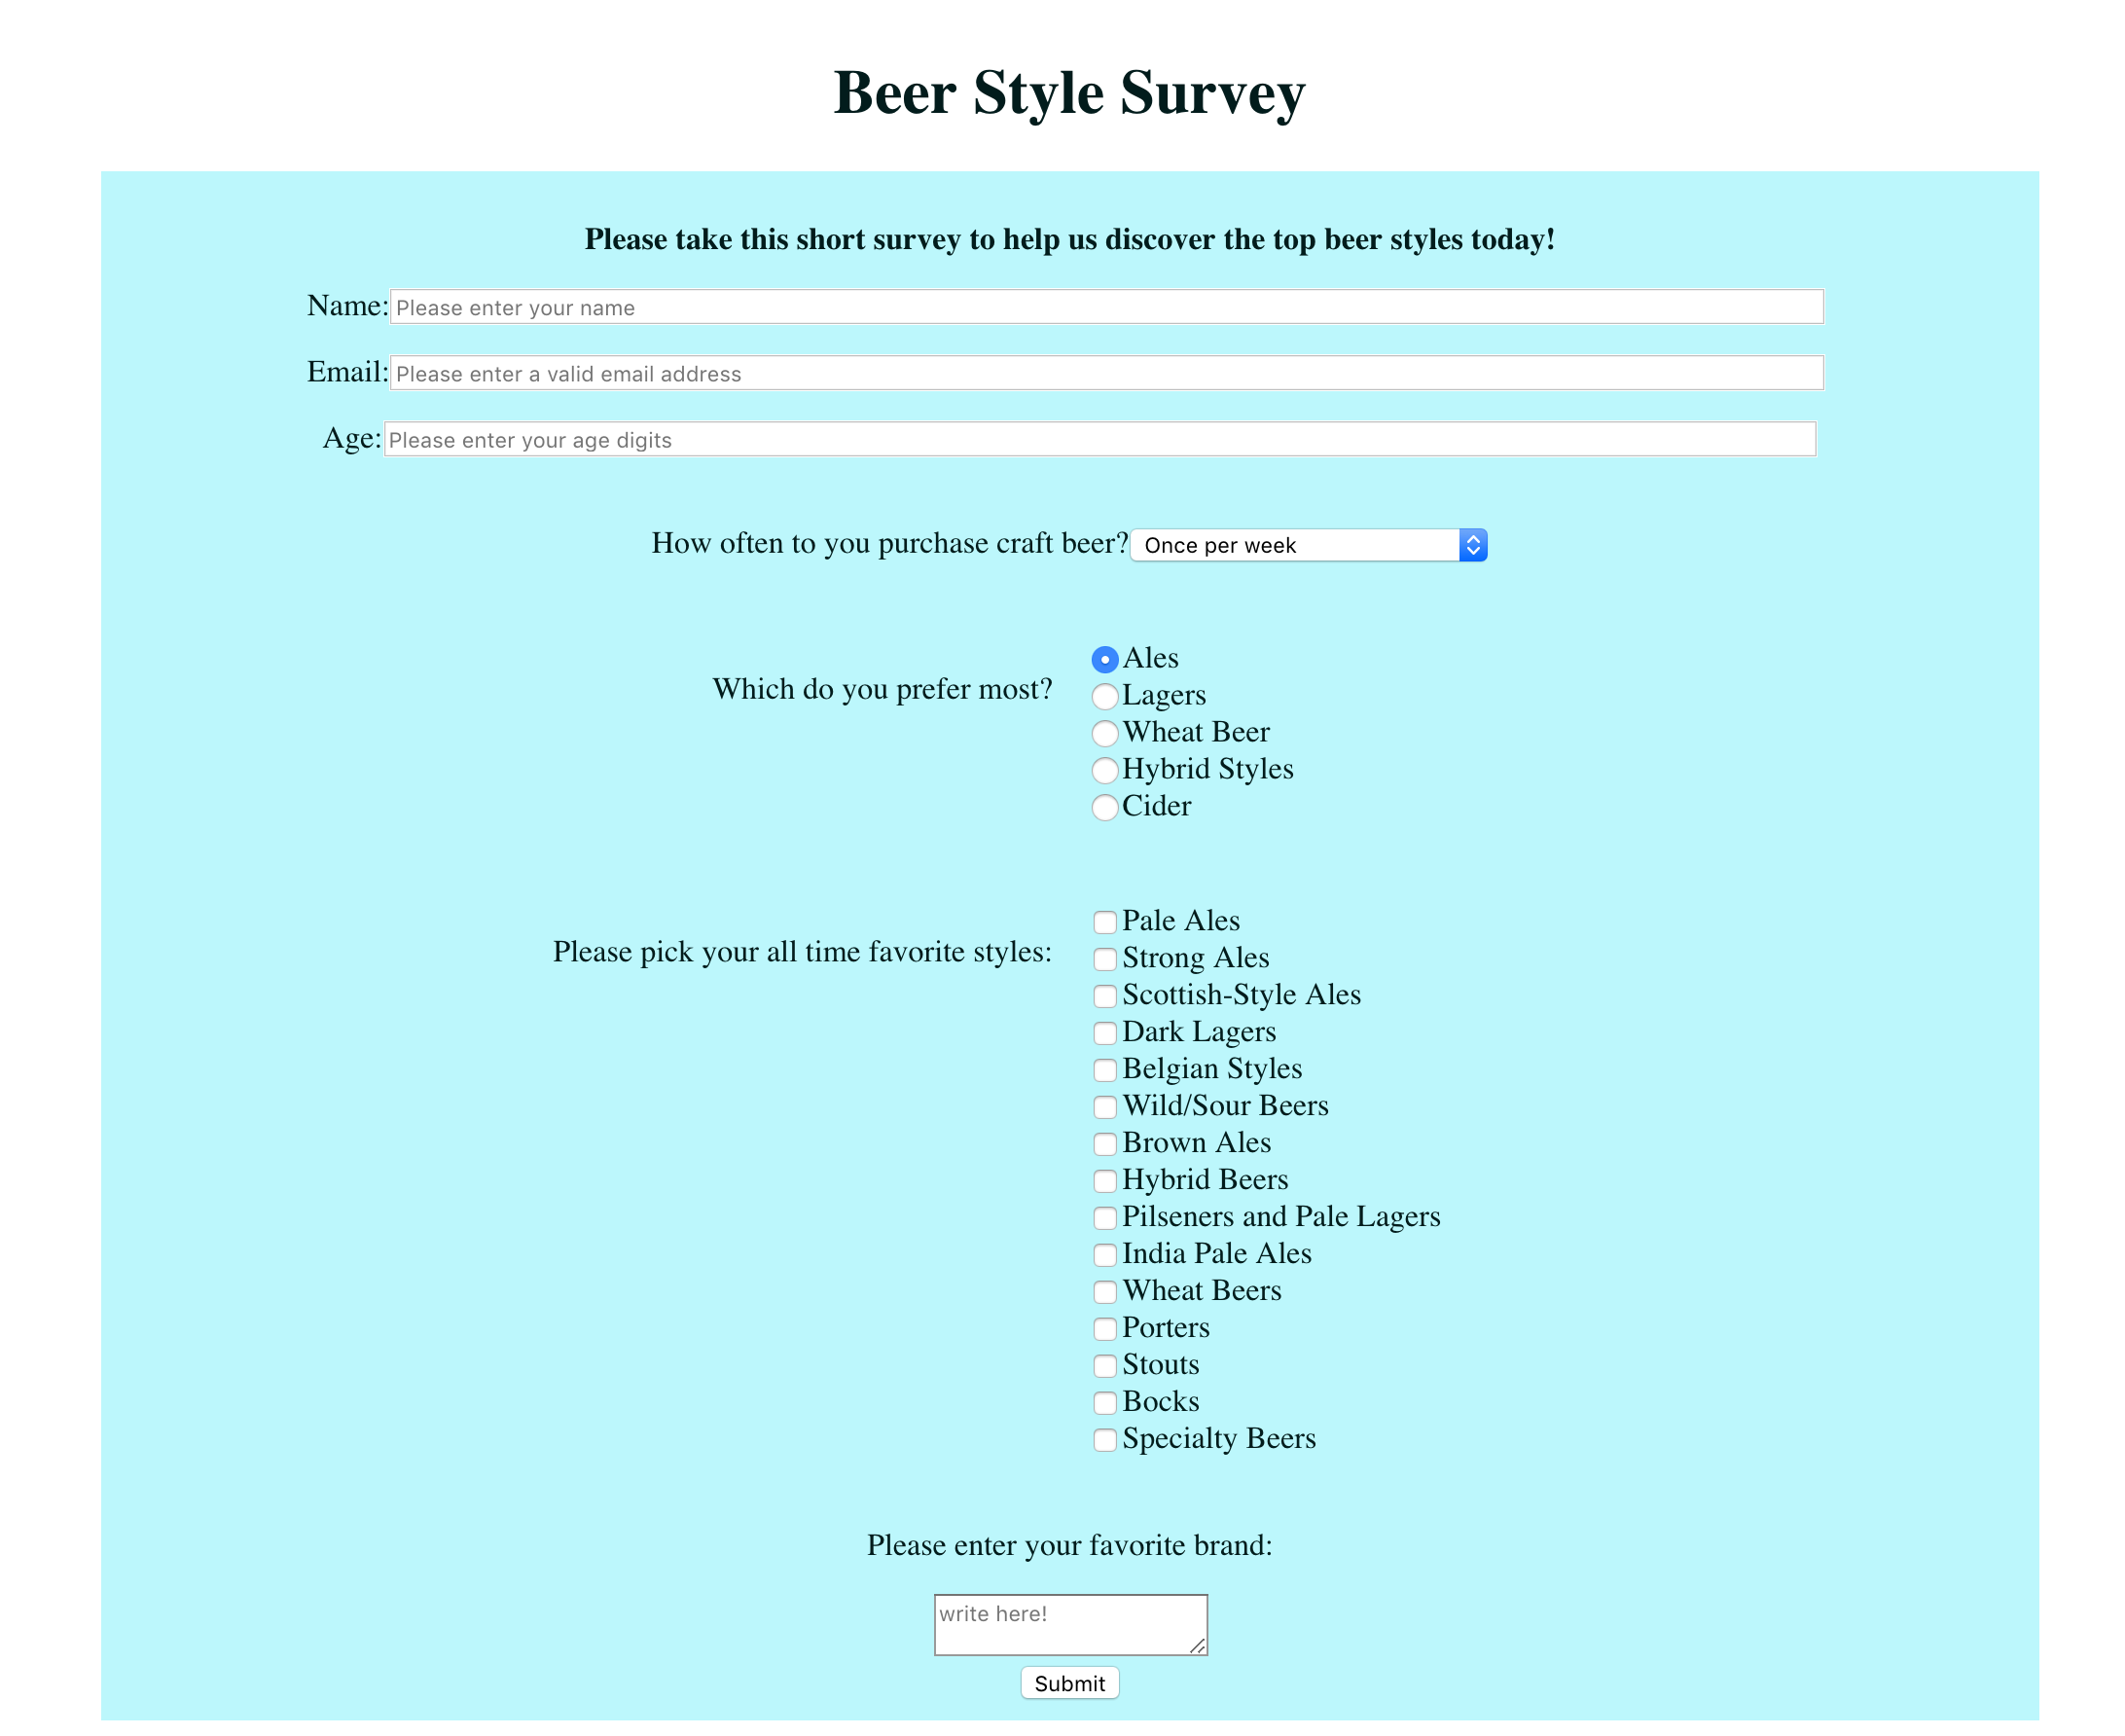 Beer Style Survey
Please take this short survey to help us discover the top beer styles today!
Name: Please enter your name
Email: Please enter a valid email address
Age: Please enter your age digits
How often to you purchase craft beer? Once per week
Which do you prefer most?
Ales
Lagers
Wheat Beer
Hybrid Styles
Cider
Please pick your all time favorite styles:
Pale Ales
Strong Ales
Scottish-Style Ales
Dark Lagers
Belgian Styles
Wild/Sour Beers
Brown Ales
Hybrid Beers
Pilseners and Pale Lagers
India Pale Ales
Wheat Beers
Porters
Stouts
Bocks
Specialty Beers
Please enter your favorite brand:
write here!
Submit